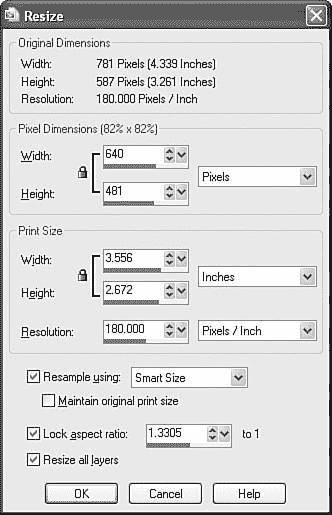 Resize
Original Dimensions
Width: 781 Pixels (4.339 Inches)
Height: 587 Pixels (3.261 Inches)
Resolution: 180.000 Pixels / Inch
Pixel Dimensions (82% x 82%)
Width: 640
Pixels
Height: 481
Print Size
Width: 3.556
Inches
Height: 2.672
Resolution: 180.000 Pixels / Inch
Resample using: Smart Size
Maintain original print size
Lock aspect ratio: 1.3305 to 1
Resize all layers
OK Cancel Help